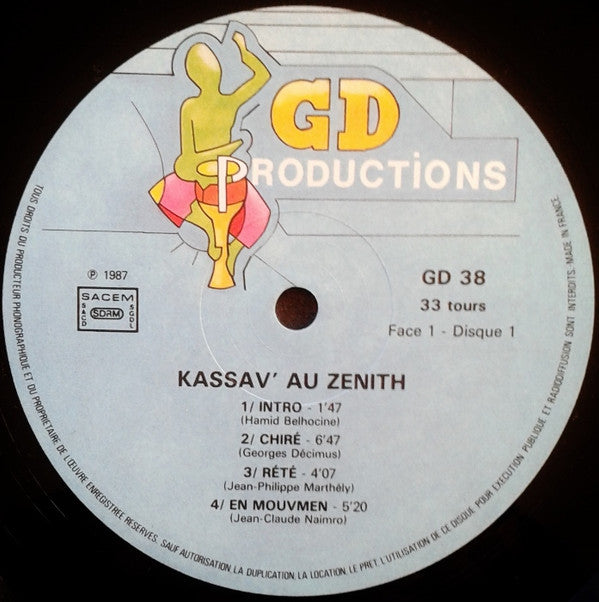 GD
PRODUCTiONS
℗ 1987
SACEM
SACD
SDRM
SGDL
GD 38
33 tours
Face 1 - Disque 1
KASSAV' AU ZENITH
1/ INTRO - 1'47
(Hamid Belhocine)
2/ CHIRÉ - 6'47
(Georges Décimus)
3/ RÉTÉ - 4'07
(Jean-Philippe Marthély)
4/ EN MOUVMEN - 5'20
(Jean-Claude Naimro)
TOUS DROITS DU PRODUCTEUR PHONOGRAPHIQUE ET DU PROPRIETAIRE DE L'ŒUVRE ENREGISTREE RESERVES. SAUF AUTORISATION, LA DUPLICATION, LA LOCATION, LE PRET, L'UTILISATION DE CE DISQUE POUR EXECUTION PUBLIQUE ET RADIODIFFUSION SONT INTERDITS. MADE IN FRANCE.